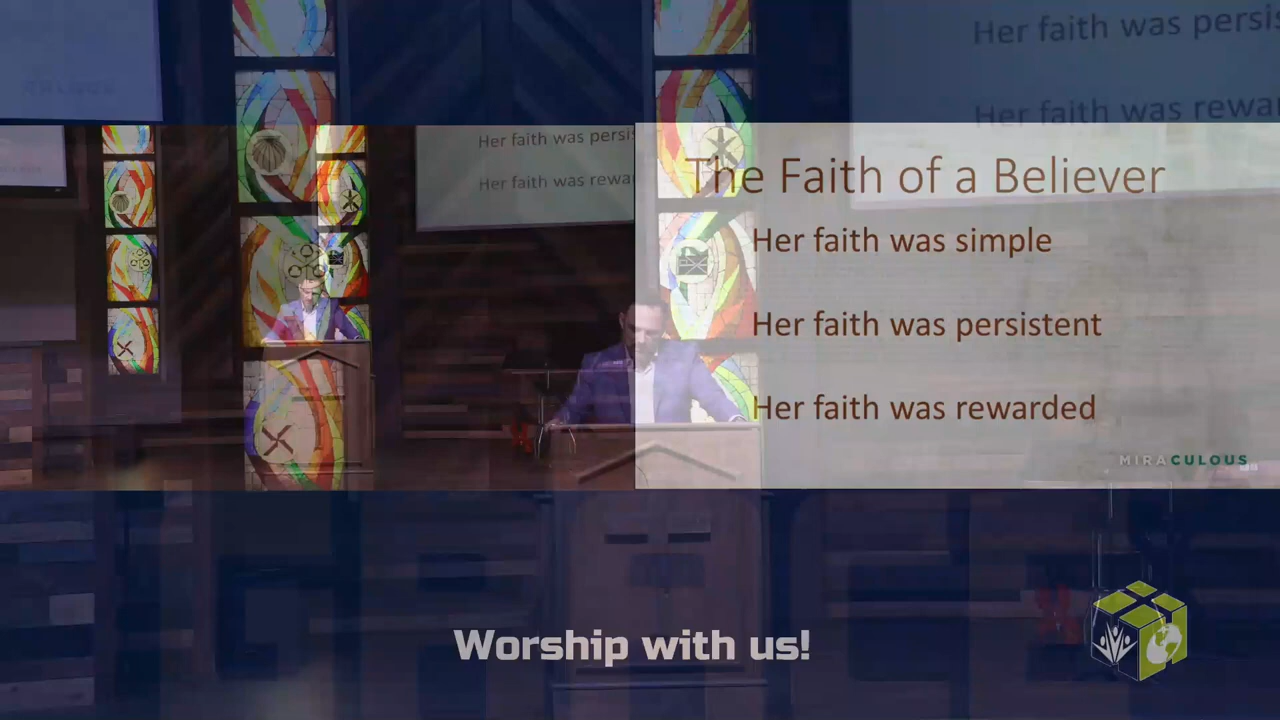 Her faith was persis
Her faith was rewar
Her faith was persis
Her faith was rewar
The Faith of a Believer
Her faith was simple
Her faith was persistent
Her faith was rewarded
MIRACULOUS
Worship with us!